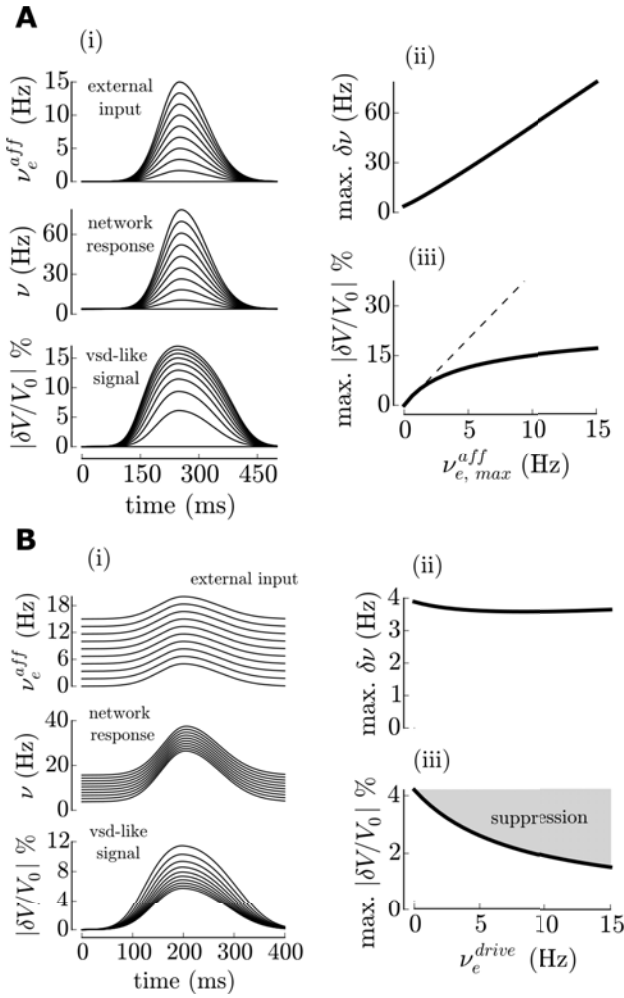 A
(i)
external
input
ν_e^{aff} (Hz)
15
10
5
0
network
response
ν (Hz)
60
30
0
vsd-like
signal
|δV/V_0| %
15
10
5
0
0 150 300 450
time (ms)
(ii)
max. δν
60
30
0
(iii)
max. |δV/V_0| %
30
15
0
0 5 10 15
ν_{e, max}^{aff} (Hz)
B
(i)
external input
ν_e^{aff} (Hz)
18
12
6
0
network
response
ν (Hz)
40
20
0
vsd-like
signal
|δV/V_0| %
12
8
4
0
0 100 200 300 400
time (ms)
(ii)
max. δν (Hz)
4
3
2
1
0
(iii)
max. |δV/V_0| %
suppression
4
2
0
0 5 10 15
ν_e^{drive} (Hz)